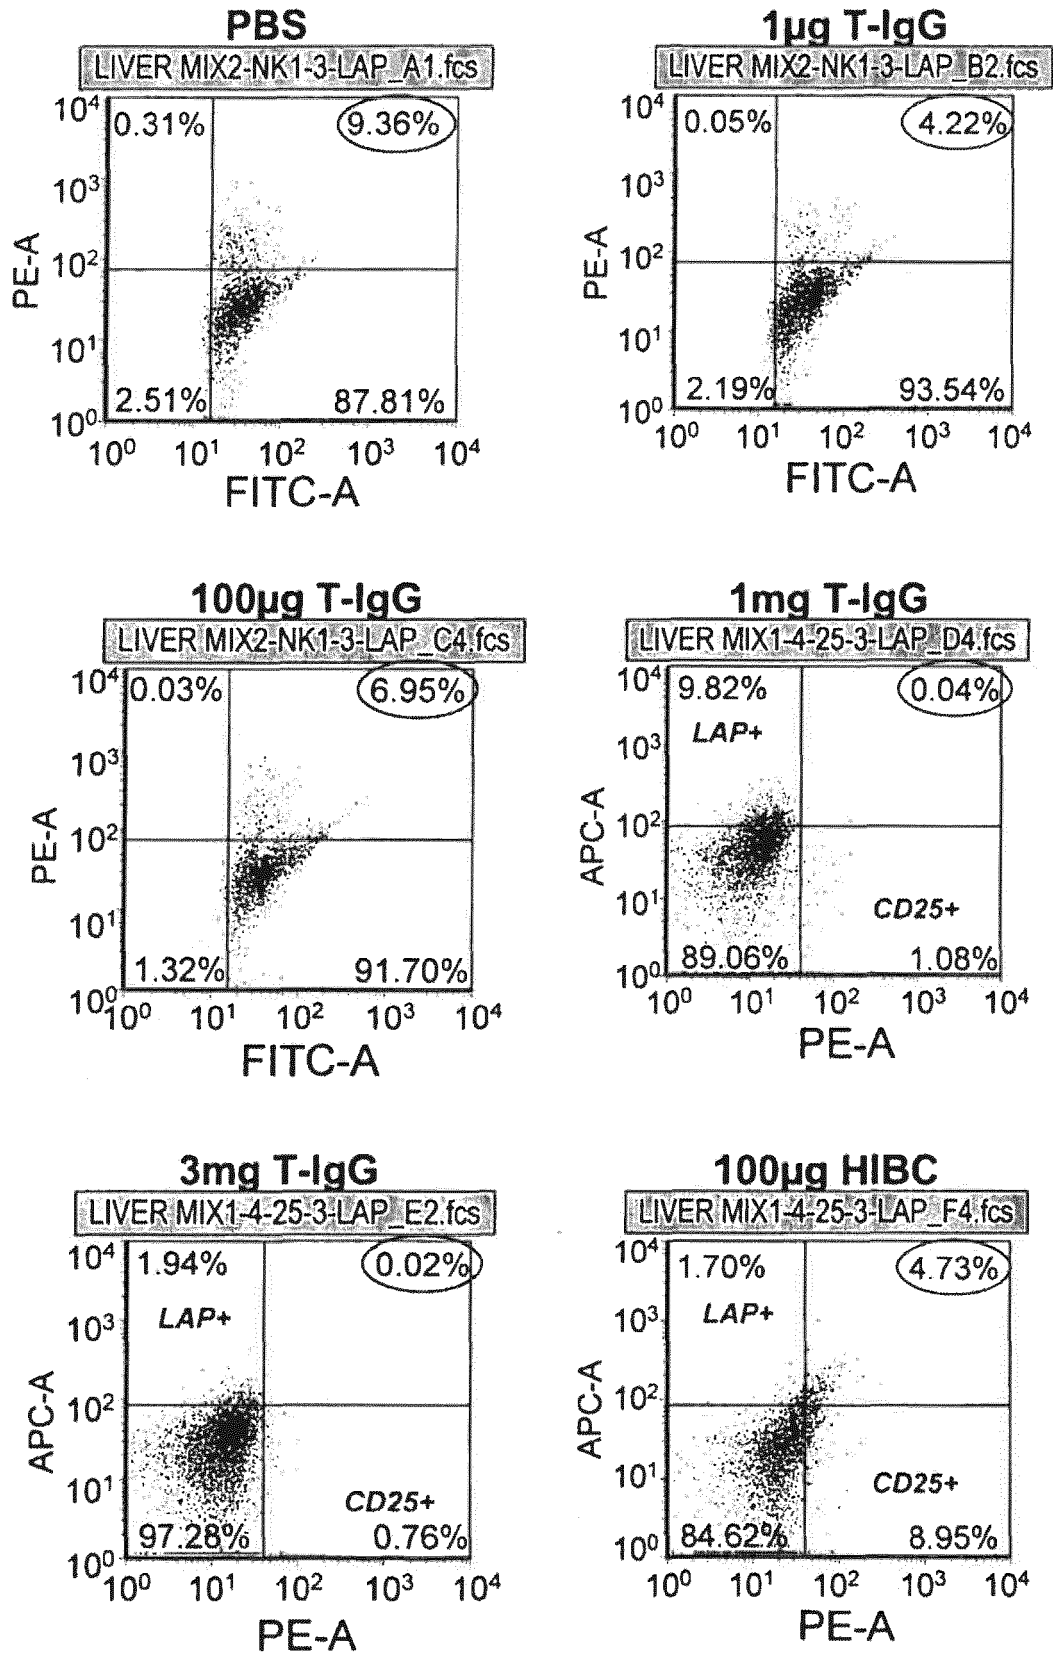 PBS
LIVER MIX2-NK1-3-LAP_A1.fcs
10⁴
0.31%
9.36%
10³
PE-A
10²
10¹
2.51%
87.81%
10⁰
10⁰ 10¹ 10² 10³ 10⁴
FITC-A
1µg T-IgG
LIVER MIX2-NK1-3-LAP_B2.fcs
10⁴
0.05%
4.22%
10³
PE-A
10²
10¹
2.19%
93.54%
10⁰
10⁰ 10¹ 10² 10³ 10⁴
FITC-A
100µg T-IgG
LIVER MIX2-NK1-3-LAP_C4.fcs
10⁴
0.03%
6.95%
10³
PE-A
10²
10¹
1.32%
91.70%
10⁰
10⁰ 10¹ 10² 10³ 10⁴
FITC-A
1mg T-IgG
LIVER MIX1-4-25-3-LAP_D4.fcs
10⁴
9.82%
0.04%
LAP+
10³
APC-A
10²
10¹
CD25+
89.06%
1.08%
10⁰
10⁰ 10¹ 10² 10³ 10⁴
PE-A
3mg T-IgG
LIVER MIX1-4-25-3-LAP_E2.fcs
10⁴
1.94%
0.02%
LAP+
10³
APC-A
10²
10¹
CD25+
97.28%
0.76%
10⁰
10⁰ 10¹ 10² 10³ 10⁴
PE-A
100µg HIBC
LIVER MIX1-4-25-3-LAP_F4.fcs
10⁴
1.70%
4.73%
LAP+
10³
APC-A
10²
10¹
CD25+
84.62%
8.95%
10⁰
10⁰ 10¹ 10² 10³ 10⁴
PE-A